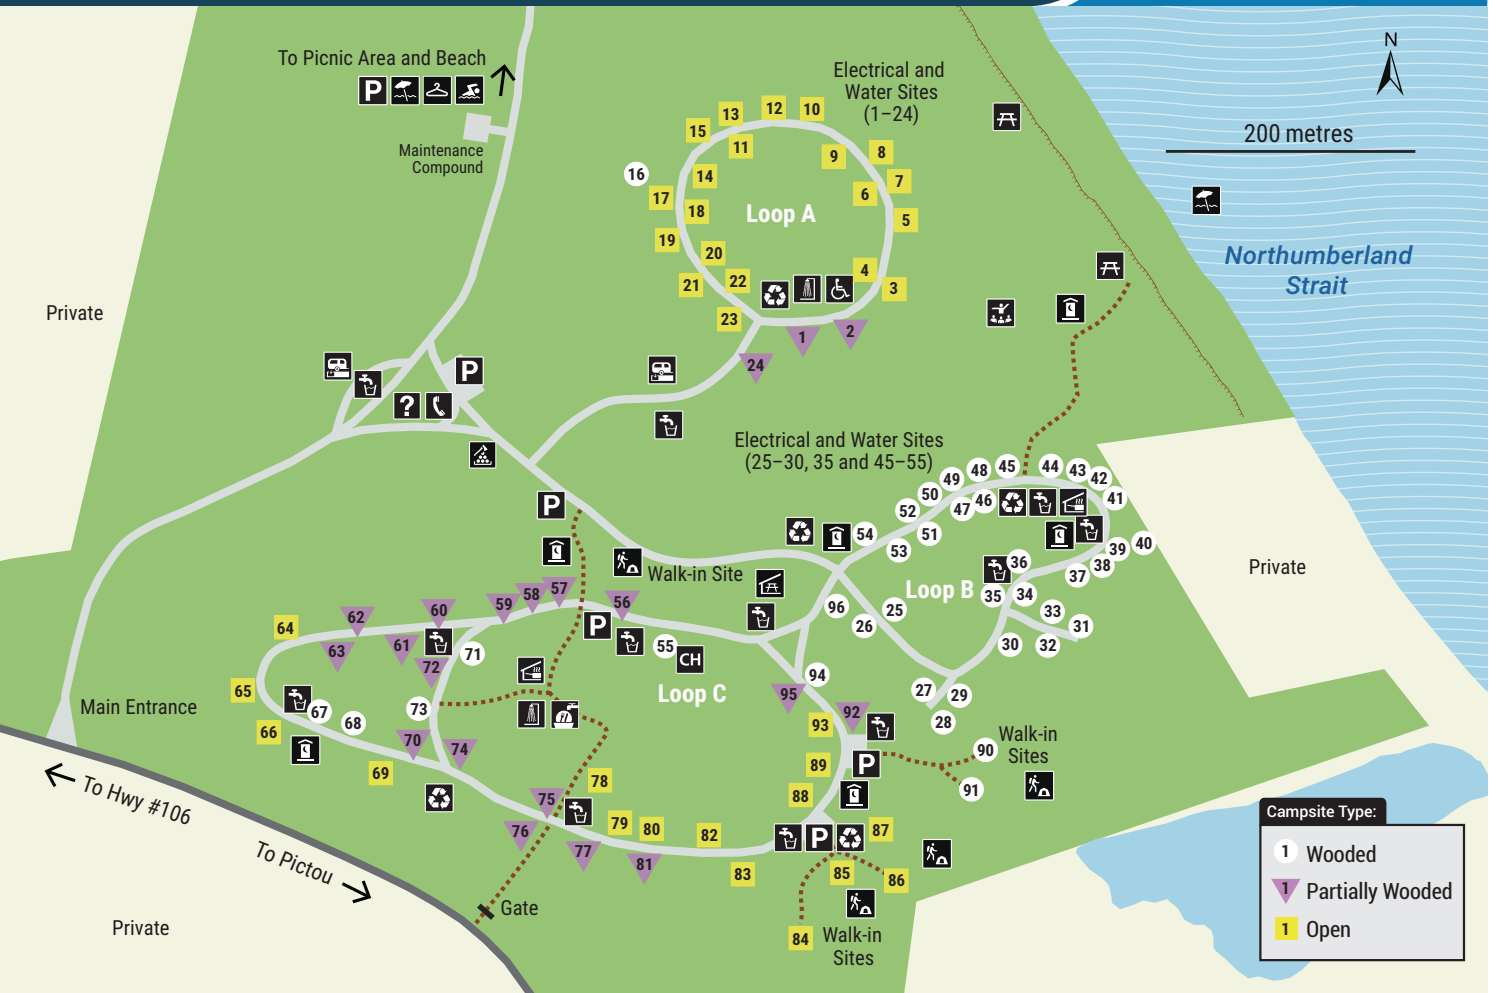 To Picnic Area and Beach
P
Maintenance
Compound
Electrical and
Water Sites
(1–24)
N
200 metres
Northumberland
Strait
12
10
13
15
11
9
8
16
14
7
17
6
18
Loop A
5
19
20
4
21
22
3
23
1
2
24
Private
P
?
Electrical and Water Sites
(25–30, 35 and 45–55)
P
Walk-in Site
45
44
43
48
42
49
41
50
46
47
52
51
54
53
40
39
38
37
36
35
34
33
31
32
30
Loop B
96
25
26
27
29
28
Private
57
58
59
56
60
62
64
P
61
63
55
CH
71
72
Loop C
94
95
65
73
67
68
66
70
74
69
92
93
89
P
88
90
91
Walk-in
Sites
Main Entrance
To Hwy #106
To Pictou
75
78
76
79
80
82
77
81
83
P
87
85
86
84
Walk-in
Sites
Gate
Private
Campsite Type:
1 Wooded
1 Partially Wooded
1 Open